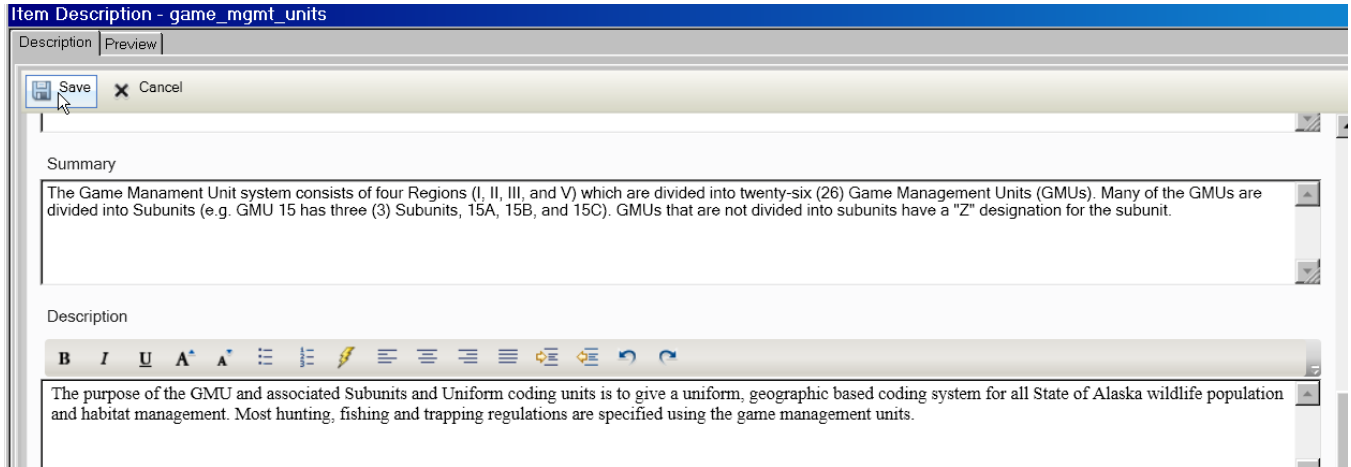 Item Description - game_mgmt_units
Description Preview
Save Cancel
Summary
The Game Manament Unit system consists of four Regions (I, II, III, and V) which are divided into twenty-six (26) Game Management Units (GMUs). Many of the GMUs are
divided into Subunits (e.g. GMU 15 has three (3) Subunits, 15A, 15B, and 15C). GMUs that are not divided into subunits have a "Z" designation for the subunit.
Description
B I U A A
The purpose of the GMU and associated Subunits and Uniform coding units is to give a uniform, geographic based coding system for all State of Alaska wildlife population
and habitat management. Most hunting, fishing and trapping regulations are specified using the game management units.